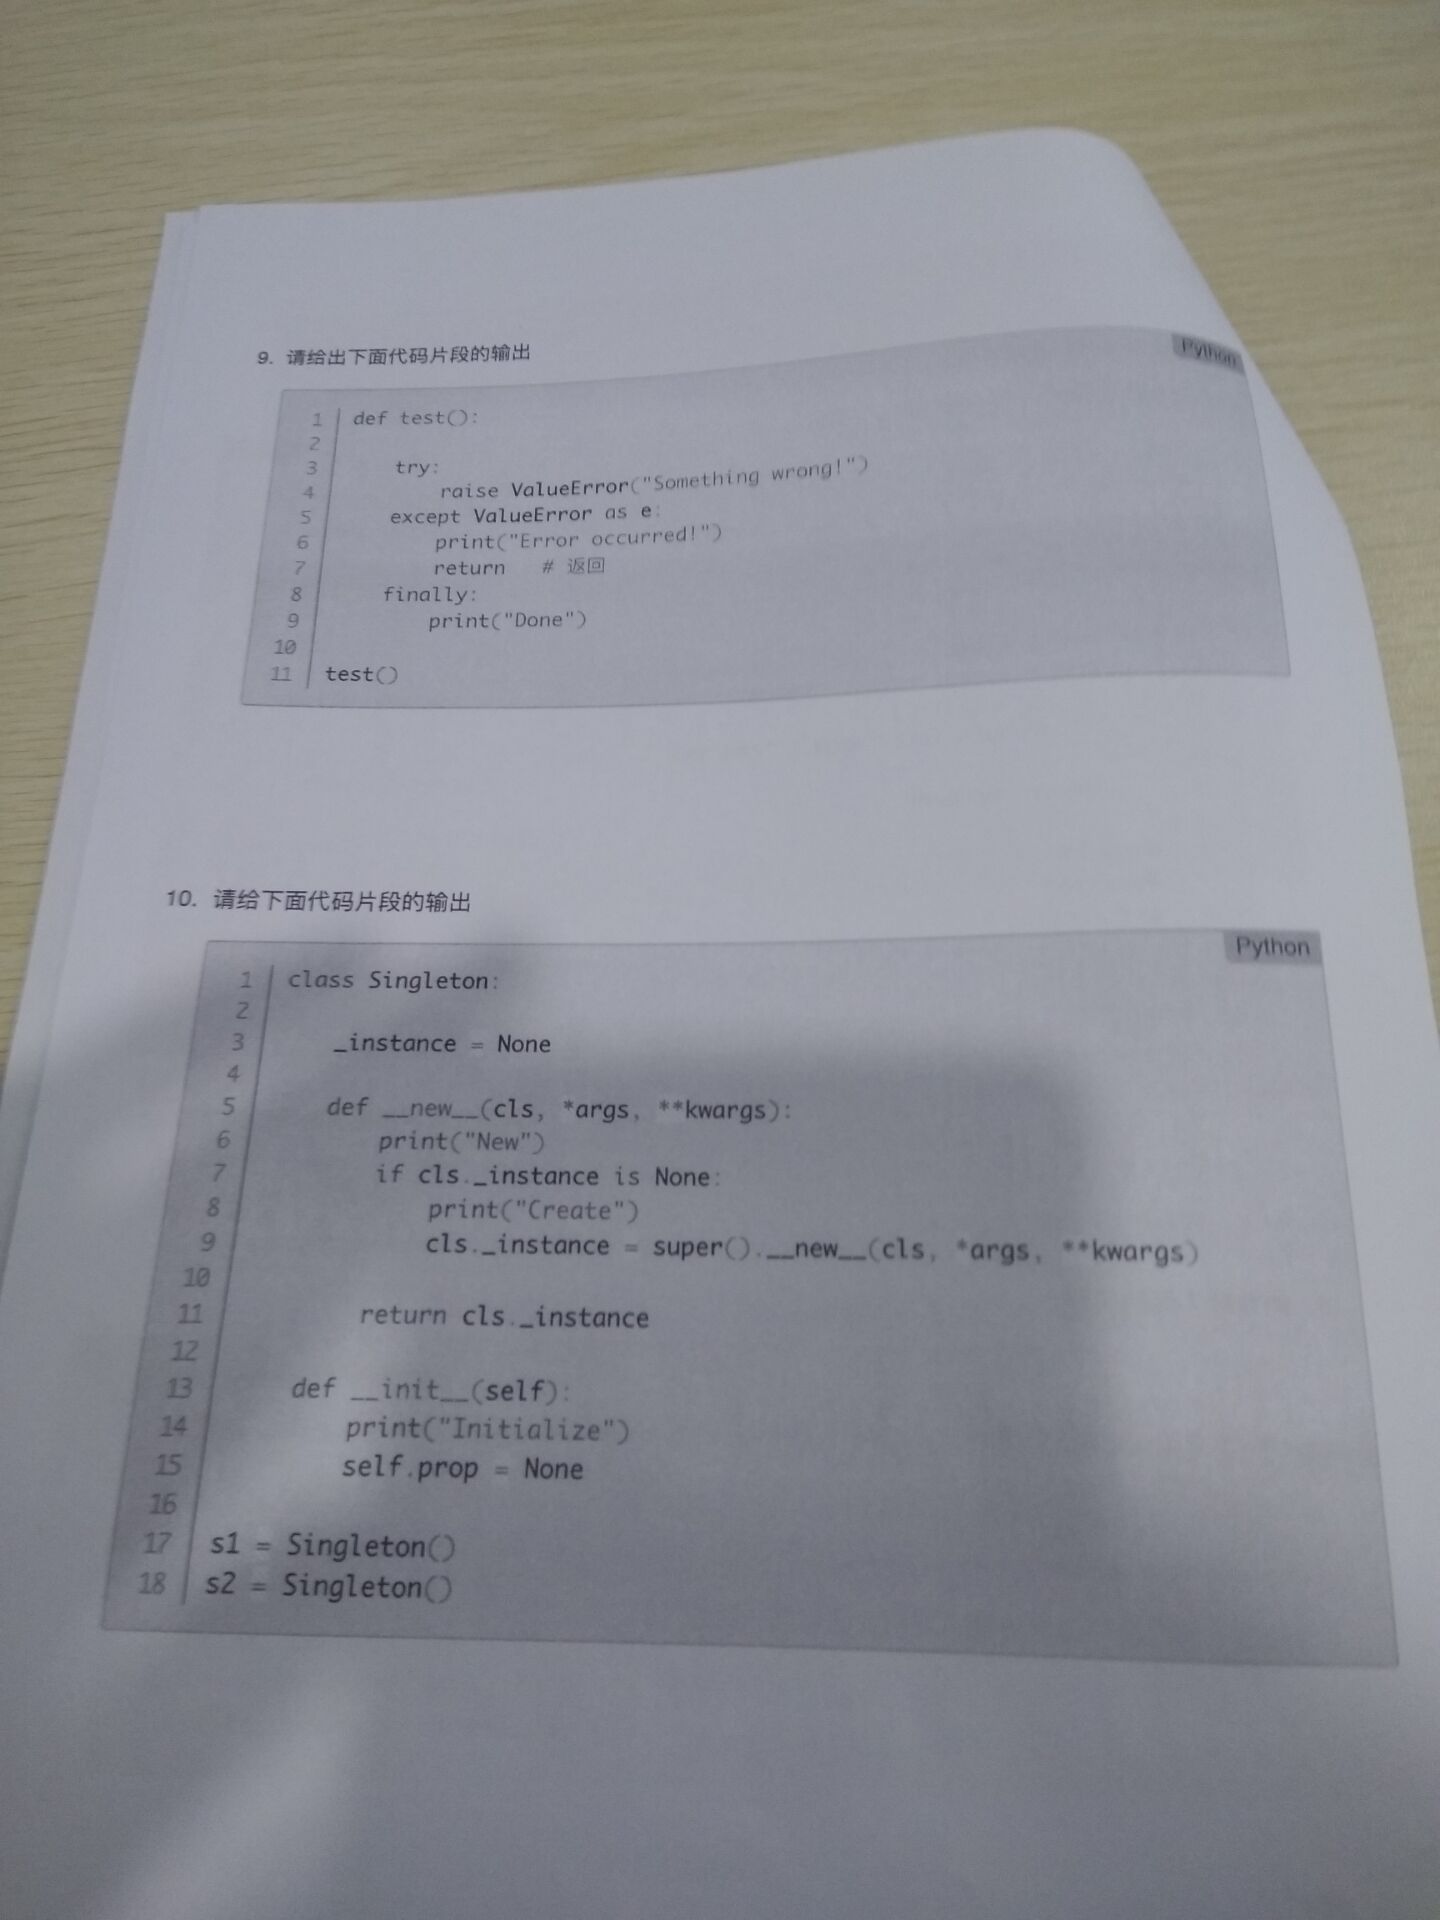 9. 请给出下面代码片段的输出
Python
1 def test():
2
3     try:
4         raise ValueError("Something wrong!")
5     except ValueError as e:
6         print("Error occurred!")
7         return   # 返回
8     finally:
9         print("Done")
10
11 test()
10. 请给下面代码片段的输出
Python
1 class Singleton:
2
3     _instance = None
4
5     def __new__(cls, *args, **kwargs):
6         print("New")
7         if cls._instance is None:
8             print("Create")
9             cls._instance = super().__new__(cls, *args, **kwargs)
10
11         return cls._instance
12
13     def __init__(self):
14         print("Initialize")
15         self.prop = None
16
17 s1 = Singleton()
18 s2 = Singleton()